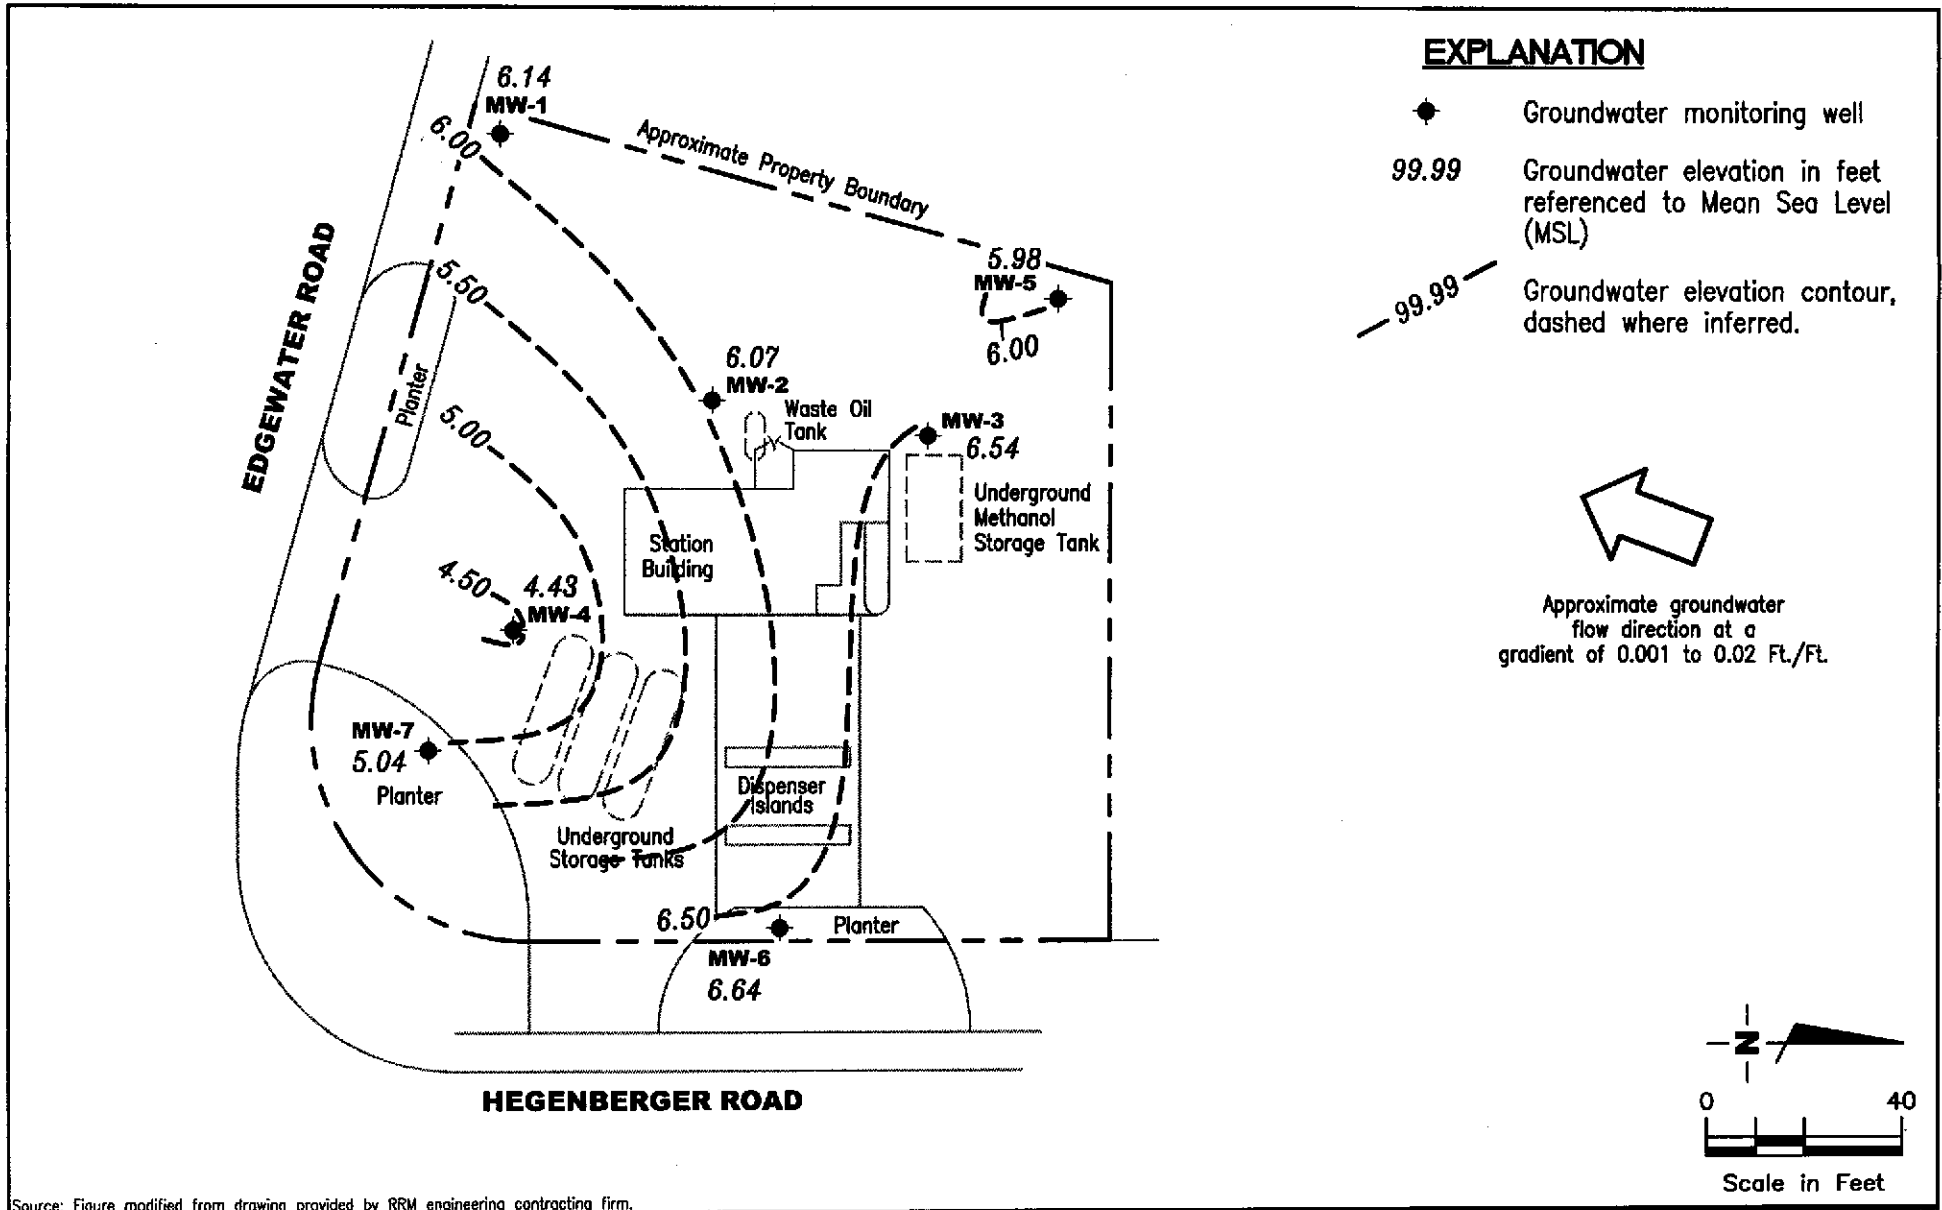 EXPLANATION
Groundwater monitoring well
99.99
Groundwater elevation in feet
referenced to Mean Sea Level
(MSL)
99.99
Groundwater elevation contour,
dashed where inferred.
Approximate groundwater
flow direction at a
gradient of 0.001 to 0.02 Ft./Ft.
6.14
MW-1
6.00
Approximate Property Boundary
5.98
MW-5
6.00
EDGEWATER ROAD
5.50
Planter
6.07
MW-2
Waste Oil
Tank
MW-3
6.54
5.00
Underground
Methanol
Storage Tank
Station
Building
4.50
4.43
MW-4
MW-7
5.04
Planter
Dispenser
Islands
Underground
Storage Tanks
6.50
Planter
MW-6
6.64
HEGENBERGER ROAD
N
0 40
Scale in Feet
Source: Figure modified from drawing provided by RRM engineering contracting firm.